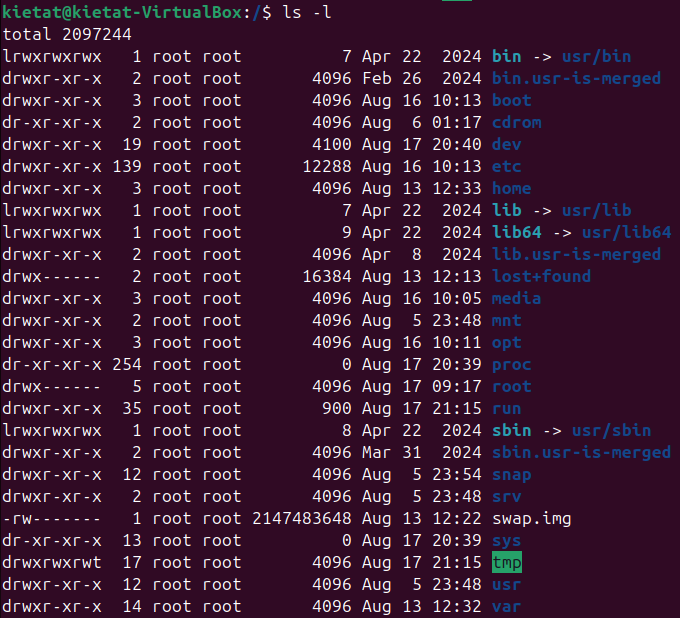 kietat@kietat-VirtualBox:/$ ls -l
total 2097244
lrwxrwxrwx   1 root root          7 Apr 22  2024 bin -> usr/bin
drwxr-xr-x   2 root root       4096 Feb 26  2024 bin.usr-is-merged
drwxr-xr-x   3 root root       4096 Aug 16 10:13 boot
dr-xr-xr-x   2 root root       4096 Aug  6 01:17 cdrom
drwxr-xr-x  19 root root       4100 Aug 17 20:40 dev
drwxr-xr-x 139 root root      12288 Aug 16 10:13 etc
drwxr-xr-x   3 root root       4096 Aug 13 12:33 home
lrwxrwxrwx   1 root root          7 Apr 22  2024 lib -> usr/lib
lrwxrwxrwx   1 root root          9 Apr 22  2024 lib64 -> usr/lib64
drwxr-xr-x   2 root root       4096 Apr  8  2024 lib.usr-is-merged
drwx------   2 root root      16384 Aug 13 12:13 lost+found
drwxr-xr-x   3 root root       4096 Aug 16 10:05 media
drwxr-xr-x   2 root root       4096 Aug  5 23:48 mnt
drwxr-xr-x   3 root root       4096 Aug 16 10:11 opt
dr-xr-xr-x 254 root root          0 Aug 17 20:39 proc
drwx------   5 root root       4096 Aug 17 09:17 root
drwxr-xr-x  35 root root        900 Aug 17 21:15 run
lrwxrwxrwx   1 root root          8 Apr 22  2024 sbin -> usr/sbin
drwxr-xr-x   2 root root       4096 Mar 31  2024 sbin.usr-is-merged
drwxr-xr-x  12 root root       4096 Aug  5 23:54 snap
drwxr-xr-x   2 root root       4096 Aug  5 23:48 srv
-rw-------   1 root root 2147483648 Aug 13 12:22 swap.img
dr-xr-xr-x  13 root root          0 Aug 17 20:39 sys
drwxrwxrwt  17 root root       4096 Aug 17 21:15 tmp
drwxr-xr-x  12 root root       4096 Aug  5 23:48 usr
drwxr-xr-x  14 root root       4096 Aug 13 12:32 var